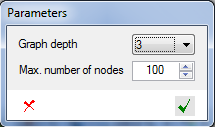 Parameters
Graph depth 3
Max. number of nodes 100